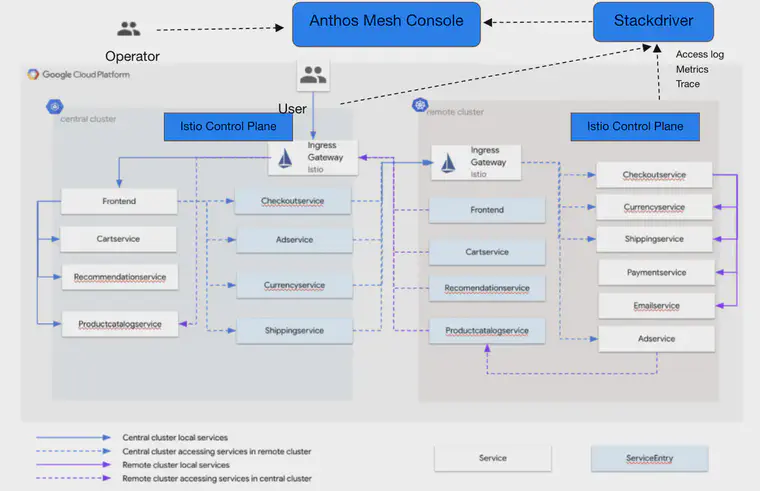 Anthos Mesh Console
Stackdriver
Operator
Access log
Metrics
Trace
Google Cloud Platform
User
central cluster
remote cluster
Istio Control Plane
Istio Control Plane
Ingress
Gateway
istio
Ingress
Gateway
istio
Frontend
Cartservice
Recommendationservice
Productcatalogservice
Checkoutservice
Adservice
Currencyservice
Shippingservice
Frontend
Cartservice
Recomendationservice
Productcatalogservice
Checkoutservice
Currencyservice
Shippingservice
Paymentservice
Emailservice
Adservice
Central cluster local services
Central cluster accessing services in remote cluster
Remote cluster local services
Remote cluster accessing services in central cluster
Service
ServiceEntry